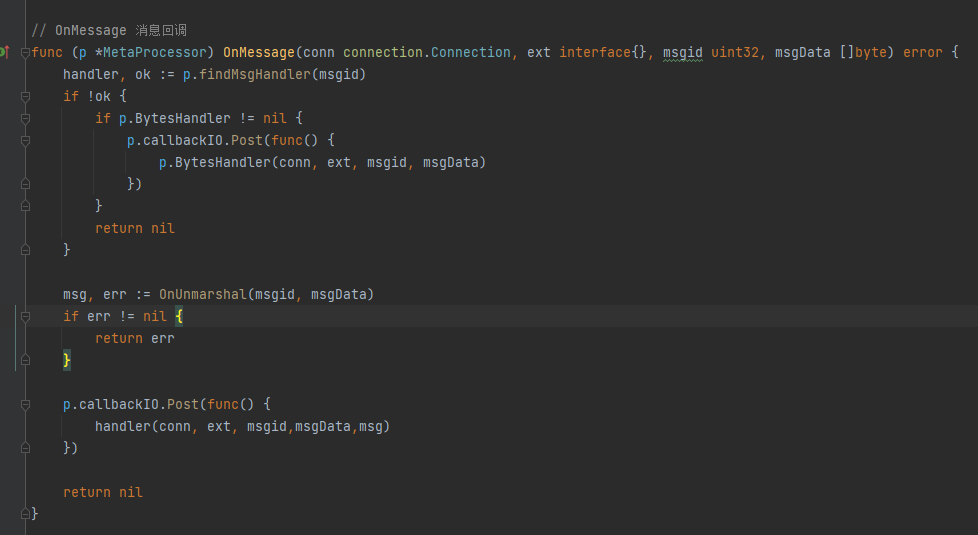 // OnMessage 消息回调
func (p *MetaProcessor) OnMessage(conn connection.Connection, ext interface{}, msgid uint32, msgData []byte) error {
    handler, ok := p.findMsgHandler(msgid)
    if !ok {
        if p.BytesHandler != nil {
            p.callbackIO.Post(func() {
                p.BytesHandler(conn, ext, msgid, msgData)
            })
        }
        return nil
    }

    msg, err := OnUnmarshal(msgid, msgData)
    if err != nil {
        return err
    }

    p.callbackIO.Post(func() {
        handler(conn, ext, msgid,msgData,msg)
    })

    return nil
}